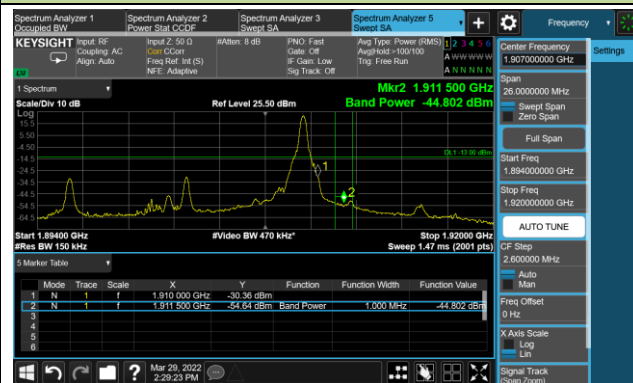 Spectrum Analyzer 1
Occupied BW
Spectrum Analyzer 2
Power Stat CCDF
Spectrum Analyzer 3
Swept SA
Spectrum Analyzer 5
Swept SA
Frequency
KEYSIGHT
Input: RF
Coupling: AC
Align: Auto
Input Z: 50 Ω
Corr CCorr
Freq Ref: Int (S)
NFE: Adaptive
#Atten: 8 dB
PNO: Fast
Gate: Off
IF Gain: Low
Sig Track: Off
Avg Type: Power (RMS)
Avg|Hold:>100/100
Trig: Free Run
1 2 3 4 5 6
A W W W W W
A N N N N N
1 Spectrum
Scale/Div 10 dB
Ref Level 25.50 dBm
Mkr2 1.911 500 GHz
Band Power -44.802 dBm
Log
15.5
5.50
-4.50
-14.5
-24.5
-34.5
-44.5
-54.5
-64.5
DL1 -13.00 dBm
1
2
Start 1.89400 GHz
#Res BW 150 kHz
#Video BW 470 kHz*
Stop 1.92000 GHz
Sweep 1.47 ms (2001 pts)
5 Marker Table
Mode Trace Scale X Y Function Function Width Function Value
1 N 1 f 1.910 000 GHz -30.36 dBm
2 N 1 f 1.911 500 GHz -54.64 dBm Band Power 1.000 MHz -44.802 dBm
3
4
5
6
Mar 29, 2022
2:29:23 PM
Center Frequency
1.907000000 GHz
Settings
Span
26.0000000 MHz
Swept Span
Zero Span
Full Span
Start Freq
1.894000000 GHz
Stop Freq
1.920000000 GHz
AUTO TUNE
CF Step
2.600000 MHz
Auto
Man
Freq Offset
0 Hz
X Axis Scale
Log
Lin
Signal Track
(Span Zoom)